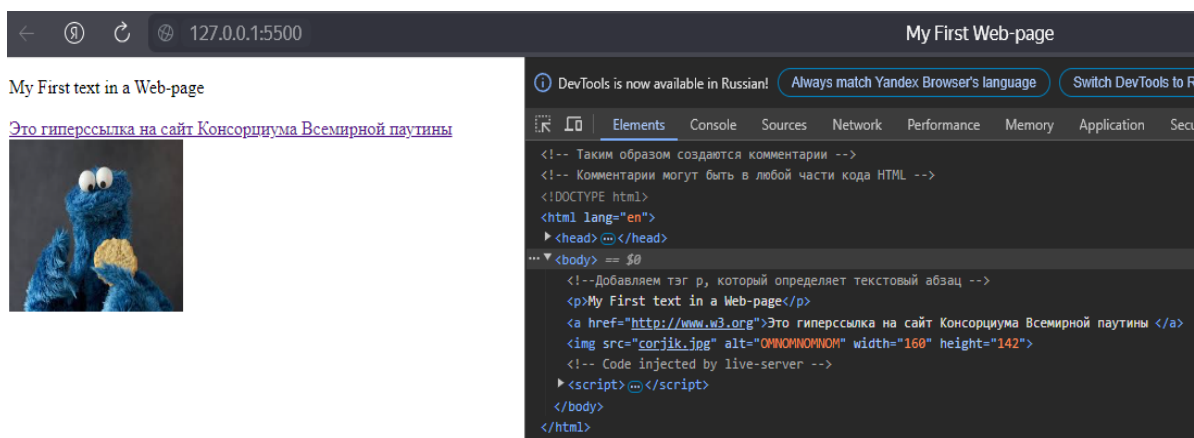 127.0.0.1:5500
My First Web-page
My First text in a Web-page
Это гиперссылка на сайт Консорциума Всемирной паутины
DevTools is now available in Russian! Always match Yandex Browser's language Switch DevTools to R
Elements Console Sources Network Performance Memory Application Secu
<!-- Таким образом создаются комментарии -->
<!-- Комментарии могут быть в любой части кода HTML -->
<!DOCTYPE html>
<html lang="en">
<head> ... </head>
... <body> == $0
<!--Добавляем тэг p, который определяет текстовый абзац -->
<p>My First text in a Web-page</p>
<a href="http://www.w3.org">Это гиперссылка на сайт Консорциума Всемирной паутины </a>
<img src="corjik.jpg" alt="OMNOMNOMNOM" width="160" height="142">
<!-- Code injected by live-server -->
<script> ... </script>
</body>
</html>